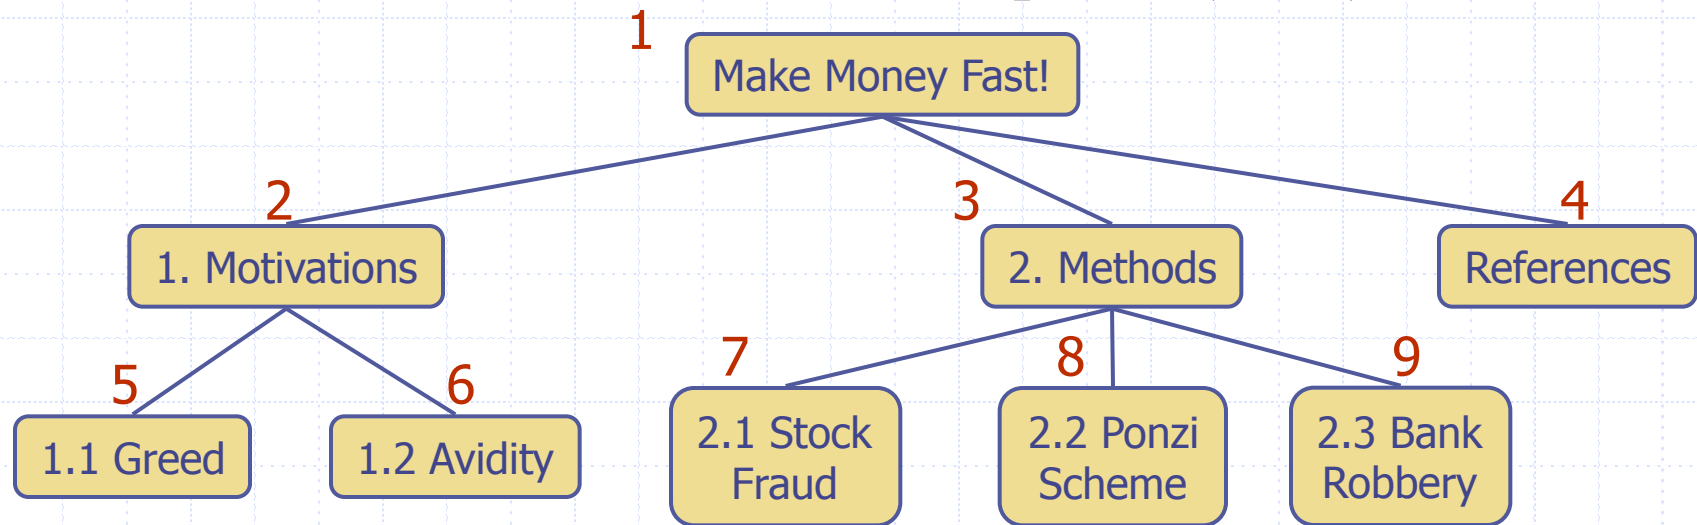 1
Make Money Fast!
2
3
4
1. Motivations
2. Methods
References
5
6
7
8
9
1.1 Greed
1.2 Avidity
2.1 Stock
Fraud
2.2 Ponzi
Scheme
2.3 Bank
Robbery